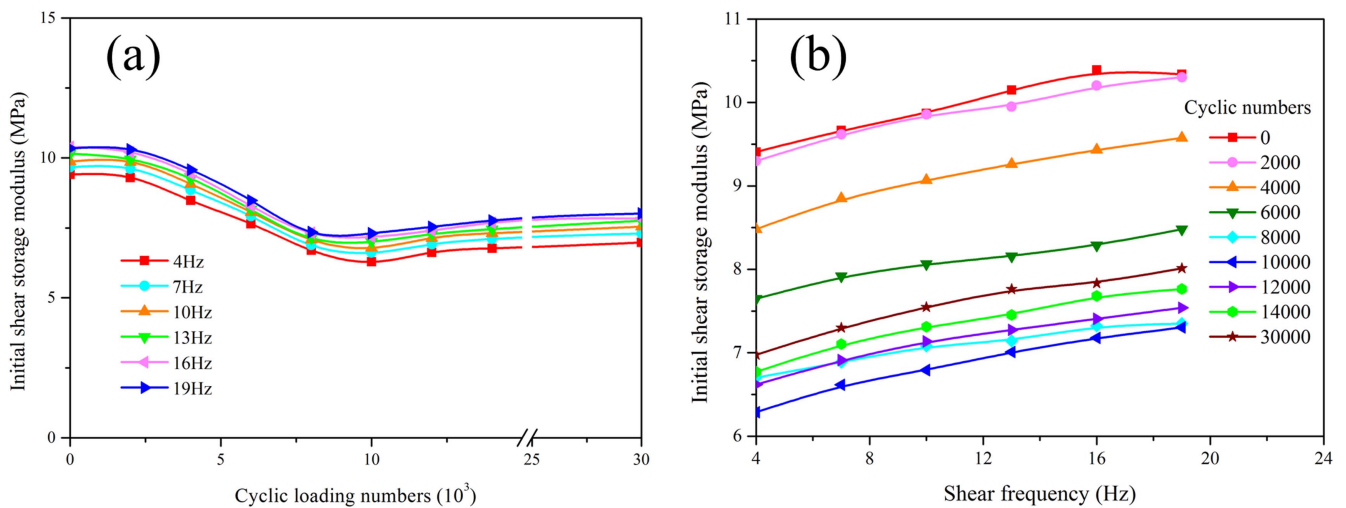 (a)
Initial shear storage modulus (MPa)
15
10
5
0
4Hz
7Hz
10Hz
13Hz
16Hz
19Hz
0 5 10 25 30
Cyclic loading numbers (10³)
(b)
Initial shear storage modulus (MPa)
11
10
9
8
7
6
Cyclic numbers
0
2000
4000
6000
8000
10000
12000
14000
30000
4 8 12 16 20 24
Shear frequency (Hz)